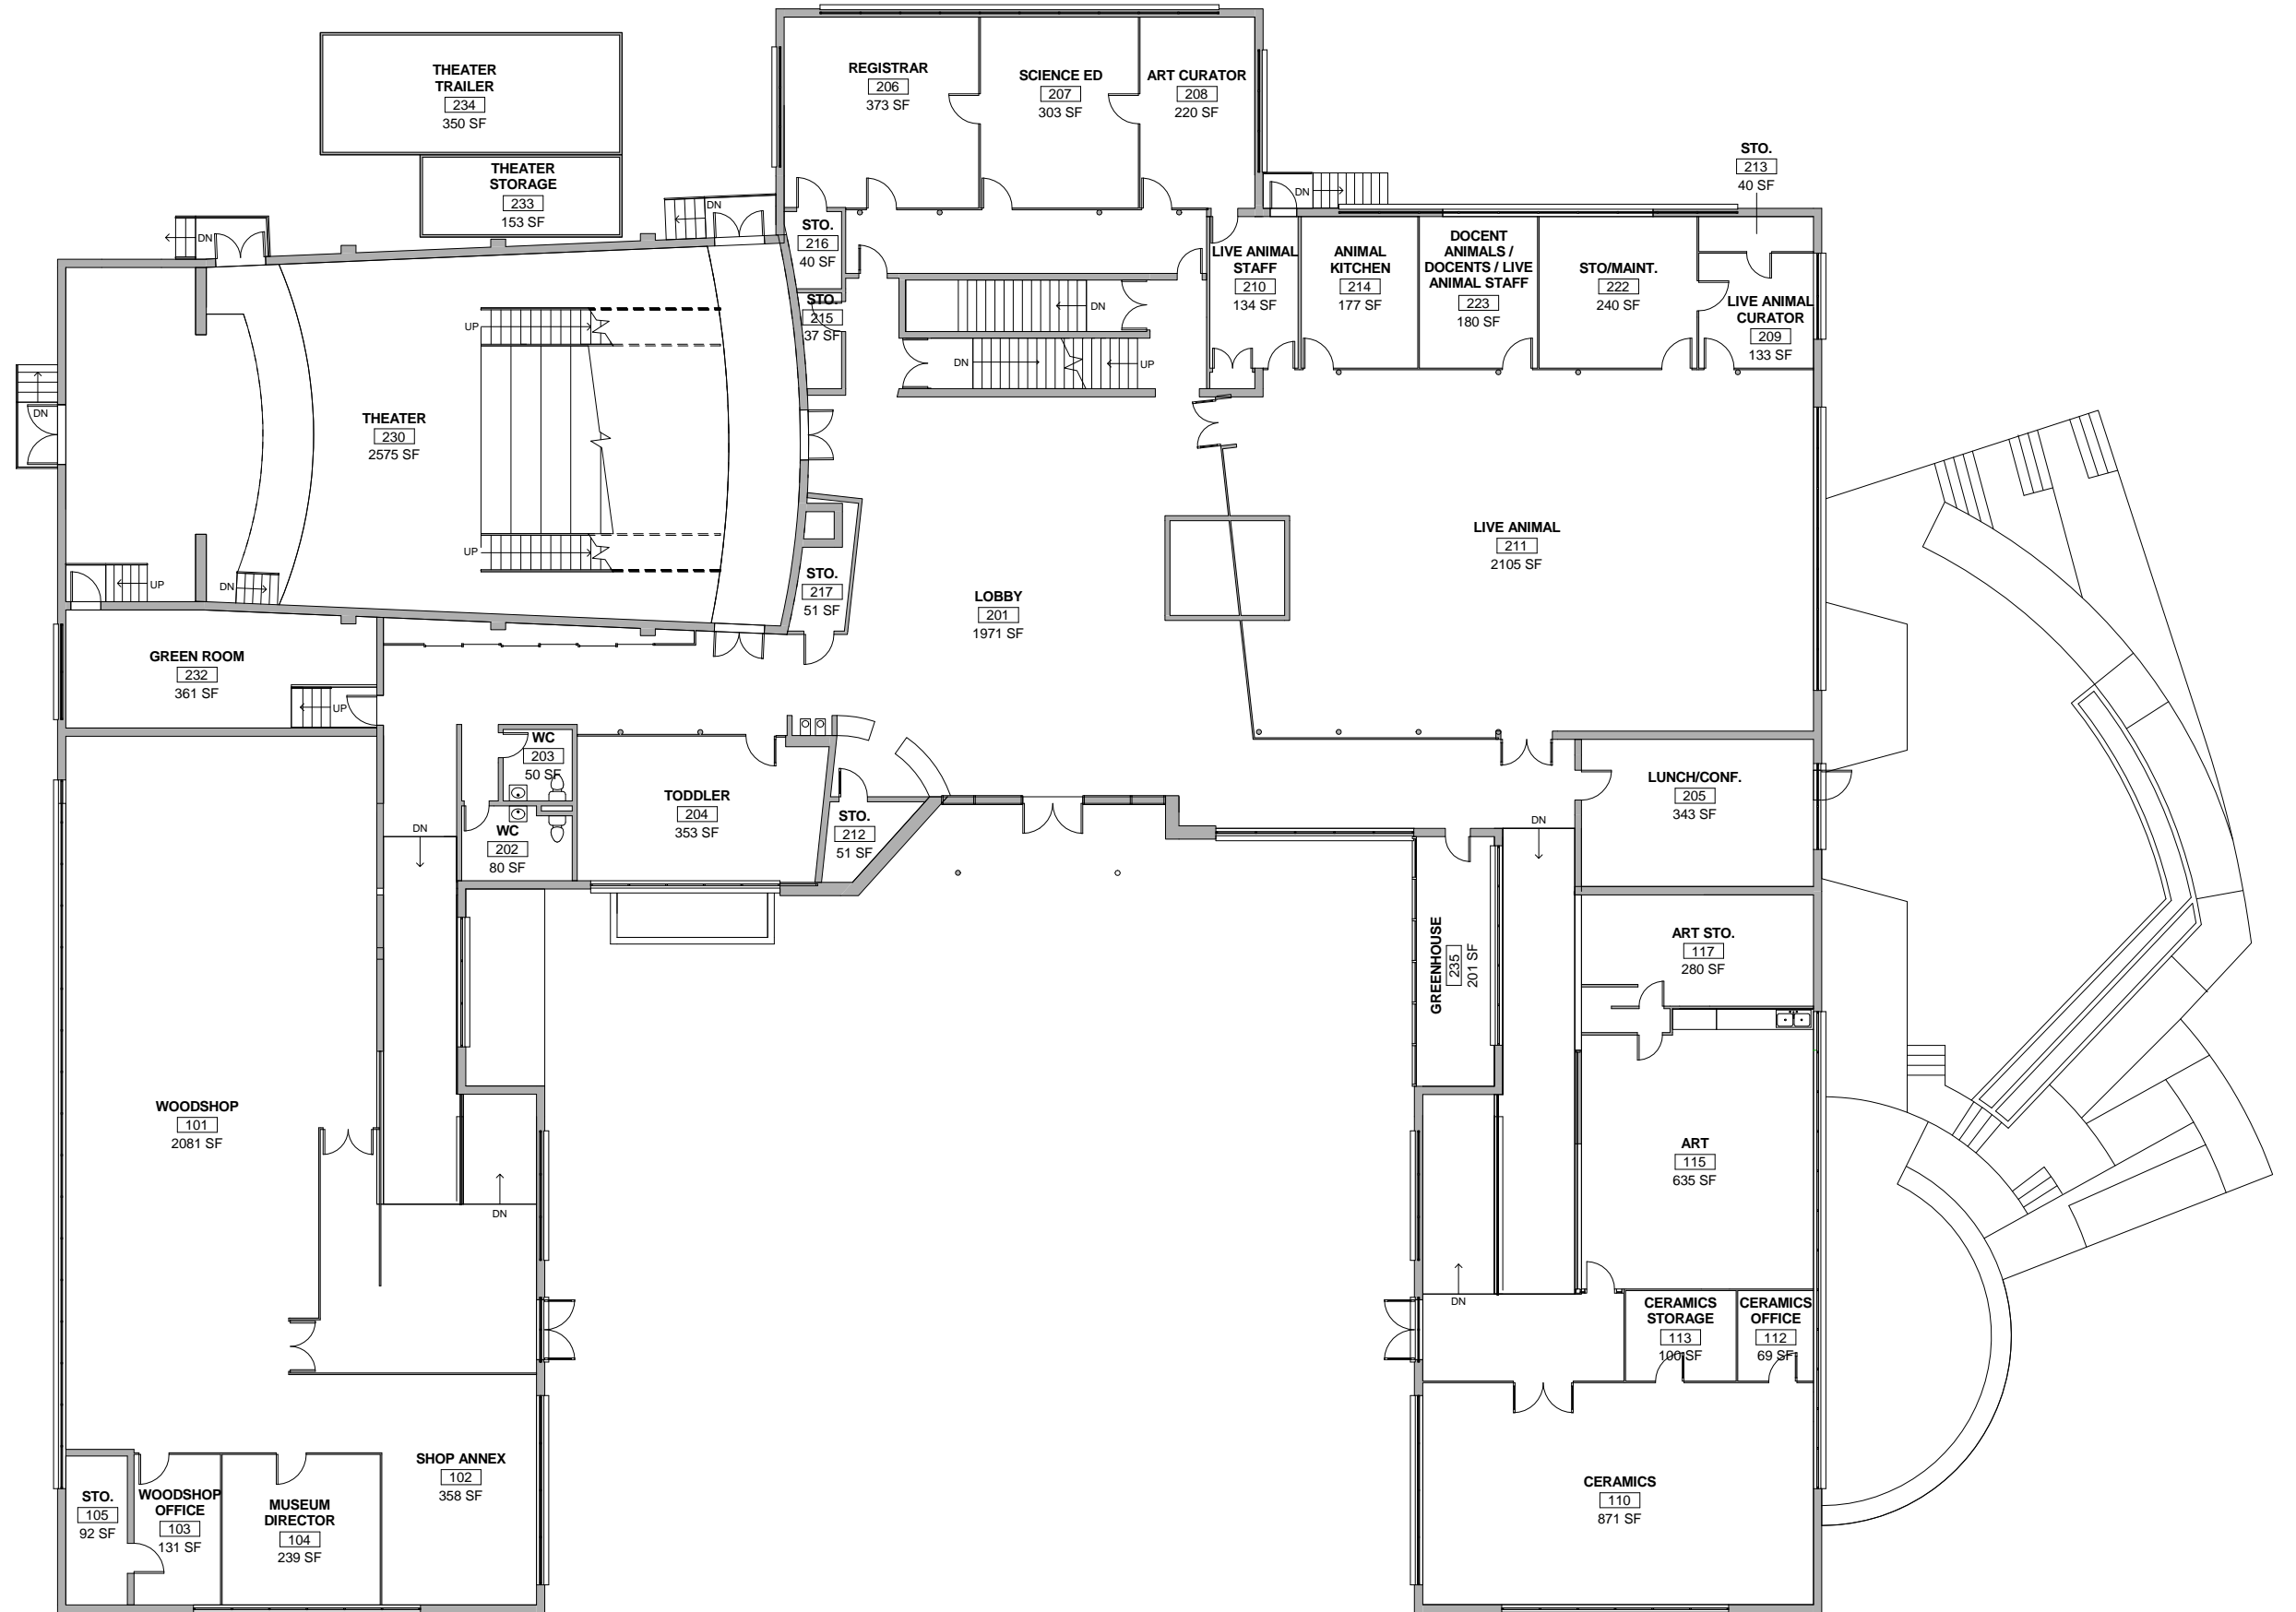 THEATER
TRAILER
234
350 SF
THEATER
STORAGE
233
153 SF
REGISTRAR
206
373 SF
SCIENCE ED
207
303 SF
ART CURATOR
208
220 SF
STO.
213
40 SF
DN
DN
DN
STO.
216
40 SF
STO.
215
37 SF
LIVE ANIMAL
STAFF
210
134 SF
ANIMAL
KITCHEN
214
177 SF
DOCENT
ANIMALS /
DOCENTS / LIVE
ANIMAL STAFF
223
180 SF
STO/MAINT.
222
240 SF
LIVE ANIMAL
CURATOR
209
133 SF
DN
DN
UP
UP
DN
THEATER
230
2575 SF
UP
UP
DN
STO.
217
51 SF
LOBBY
201
1971 SF
LIVE ANIMAL
211
2105 SF
GREEN ROOM
232
361 SF
UP
WC
203
50 SF
WC
202
80 SF
TODDLER
204
353 SF
STO.
212
51 SF
LUNCH/CONF.
205
343 SF
DN
DN
GREENHOUSE
235
201 SF
ART STO.
117
280 SF
WOODSHOP
101
2081 SF
ART
115
635 SF
DN
DN
CERAMICS
STORAGE
113
100 SF
CERAMICS
OFFICE
112
69 SF
SHOP ANNEX
102
358 SF
STO.
105
92 SF
WOODSHOP
OFFICE
103
131 SF
MUSEUM
DIRECTOR
104
239 SF
CERAMICS
110
871 SF